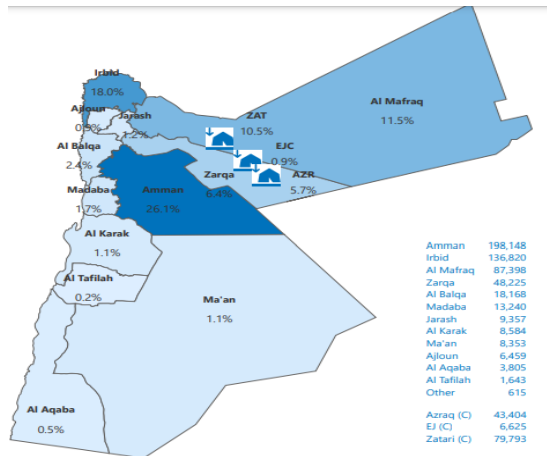 Irbid
18.0%
Ajloun
0.9%
Jarash
1.2%
ZAT
10.5%
Al Mafraq
11.5%
EJC
0.9%
Al Balqa
2.4%
Zarqa
6.4%
AZR
5.7%
Madaba
1.7%
Amman
26.1%
Al Karak
1.1%
Al Tafilah
0.2%
Ma'an
1.1%
Al Aqaba
0.5%
Amman 198,148
Irbid 136,820
Al Mafraq 87,398
Zarqa 48,225
Al Balqa 18,168
Madaba 13,240
Jarash 9,357
Al Karak 8,584
Ma'an 8,353
Ajloun 6,459
Al Aqaba 3,805
Al Tafilah 1,643
Other 615
Azraq (C) 43,404
EJ (C) 6,625
Zatari (C) 79,793